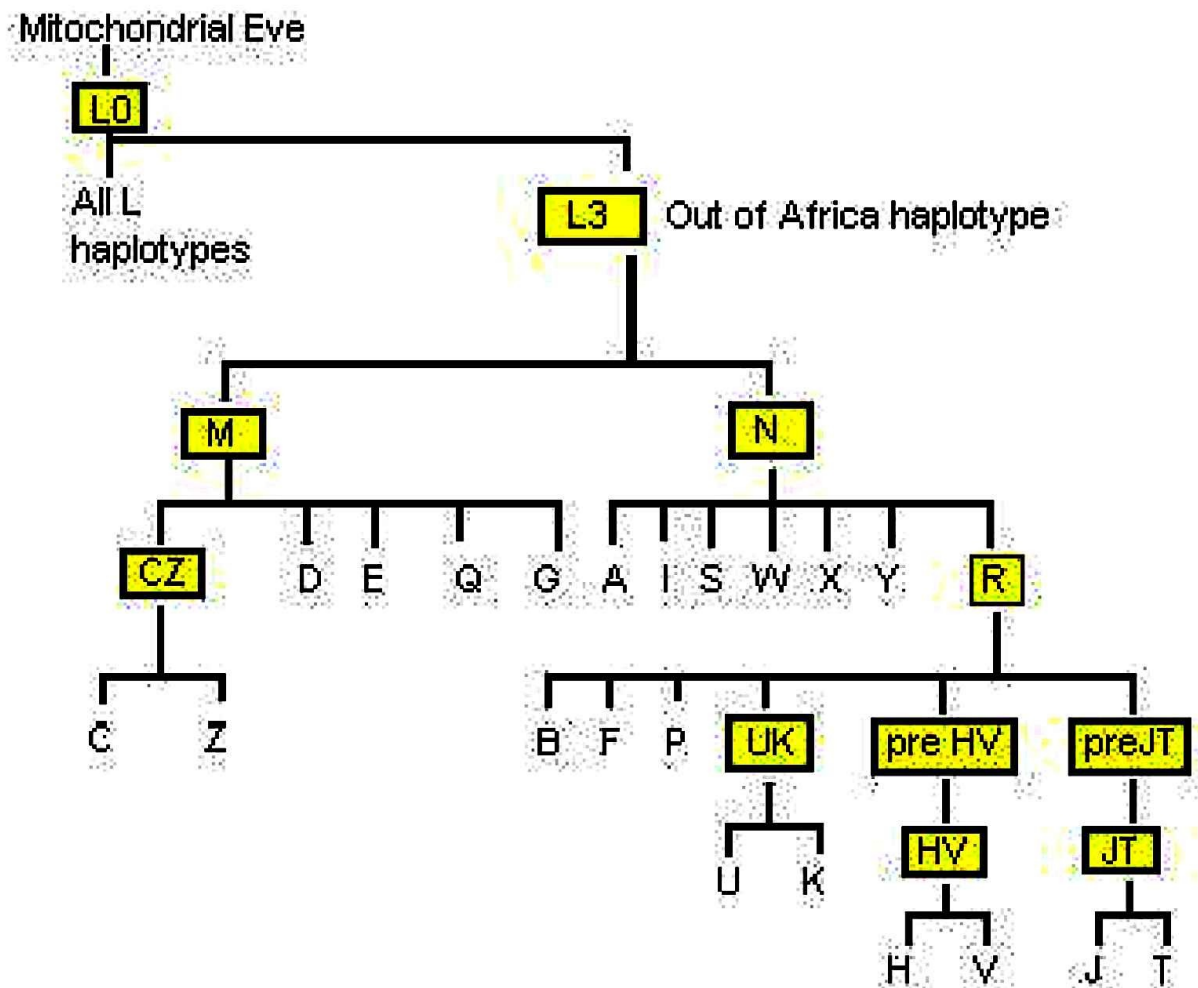 Mitochondrial Eve
L0
All L
haplotypes
L3 Out of Africa haplotype
M N
CZ D E Q G A I S W X Y R
C Z B F P UK pre HV preJT
HV JT
U K
H V J T